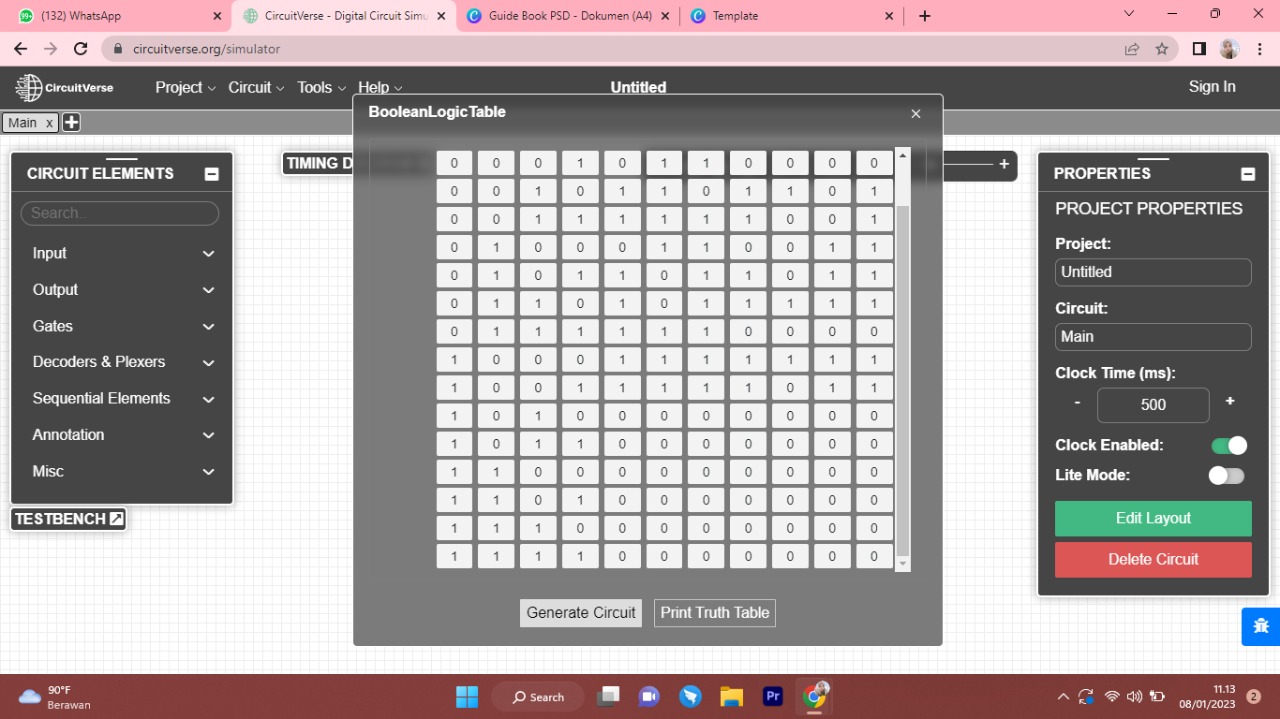 (132) WhatsApp
CircuitVerse - Digital Circuit Simu
Guide Book PSD - Dokumen (A4)
Template
circuitverse.org/simulator
CircuitVerse
Project
Circuit
Tools
Help
Untitled
Sign In
Main x
BooleanLogicTable
CIRCUIT ELEMENTS
Search..
Input
Output
Gates
Decoders & Plexers
Sequential Elements
Annotation
Misc
TESTBENCH
TIMING D
0 0 0 1 0 1 1 0 0 0 0
0 0 1 0 1 1 0 1 1 0 1
0 0 1 1 1 1 1 1 0 0 1
0 1 0 0 0 1 1 0 0 1 1
0 1 0 1 1 0 1 1 0 1 1
0 1 1 0 1 0 1 1 1 1 1
0 1 1 1 1 1 1 0 0 0 0
1 0 0 0 1 1 1 1 1 1 1
1 0 0 1 1 1 1 1 0 1 1
1 0 1 0 0 0 0 0 0 0 0
1 0 1 1 0 0 0 0 0 0 0
1 1 0 0 0 0 0 0 0 0 0
1 1 0 1 0 0 0 0 0 0 0
1 1 1 0 0 0 0 0 0 0 0
1 1 1 1 0 0 0 0 0 0 0
Generate Circuit
Print Truth Table
PROPERTIES
PROJECT PROPERTIES
Project:
Untitled
Circuit:
Main
Clock Time (ms):
- 500 +
Clock Enabled:
Lite Mode:
Edit Layout
Delete Circuit
90°F
Berawan
Search
Pr
11.13
08/01/2023
2